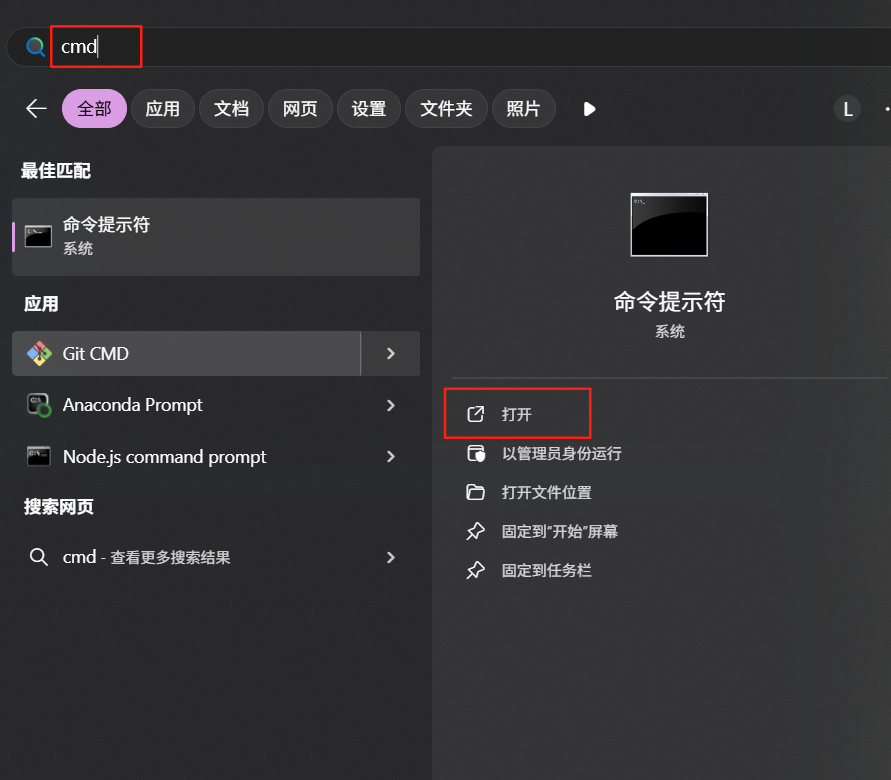 cmd
全部 应用 文档 网页 设置 文件夹 照片 L
最佳匹配
命令提示符
系统
应用
Git CMD
Anaconda Prompt
Node.js command prompt
搜索网页
cmd - 查看更多搜索结果
命令提示符
系统
打开
以管理员身份运行
打开文件位置
固定到"开始"屏幕
固定到任务栏